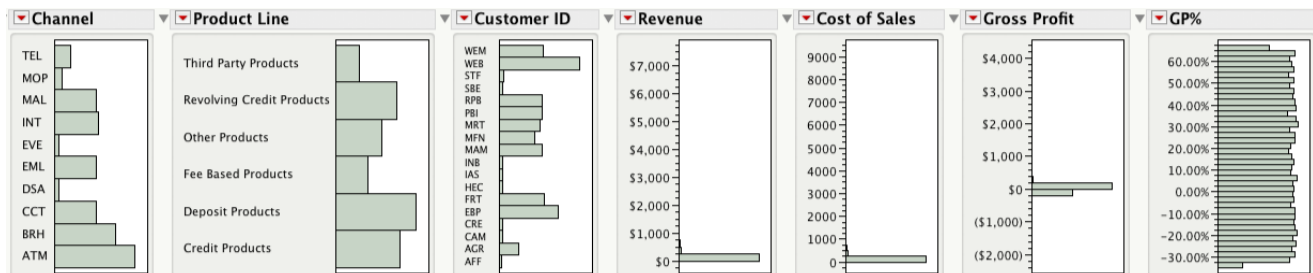 Channel
TEL
MOP
MAL
INT
EVE
EML
DSA
CCT
BRH
ATM
Product Line
Third Party Products
Revolving Credit Products
Other Products
Fee Based Products
Deposit Products
Credit Products
Customer ID
WEM
WEB
STF
SBE
RPB
PBI
MRT
MFN
MAM
INB
IAS
HEC
FRT
EBP
CRE
CAM
AGR
AFF
Revenue
$7,000
$6,000
$5,000
$4,000
$3,000
$2,000
$1,000
$0
Cost of Sales
9000
8000
7000
6000
5000
4000
3000
2000
1000
0
Gross Profit
$4,000
$3,000
$2,000
$1,000
$0
($1,000)
($2,000)
GP%
60.00%
50.00%
40.00%
30.00%
20.00%
10.00%
0.00%
-10.00%
-20.00%
-30.00%